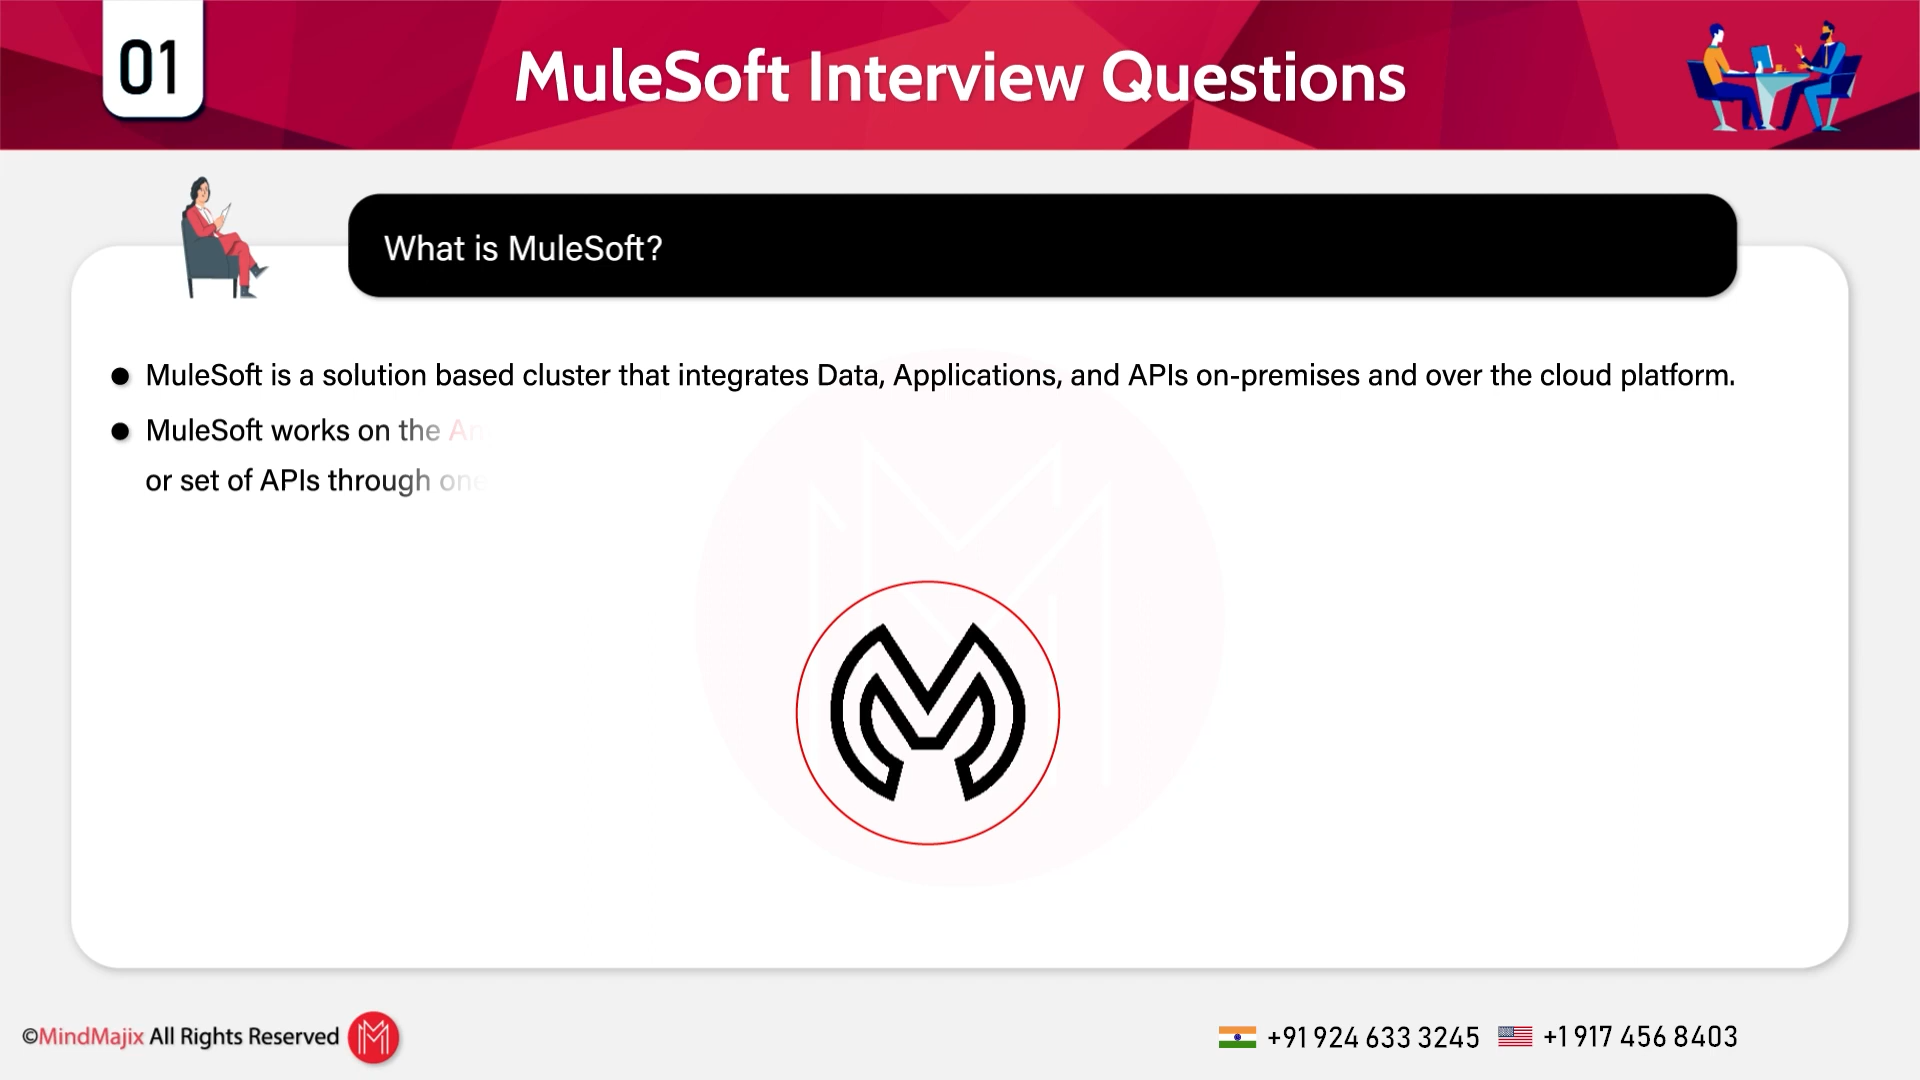 01
MuleSoft Interview Questions
What is MuleSoft?
● MuleSoft is a solution based cluster that integrates Data, Applications, and APIs on-premises and over the cloud platform.
● MuleSoft works on the
or set of APIs through one
©MindMajix All Rights Reserved
+91 924 633 3245 +1 917 456 8403